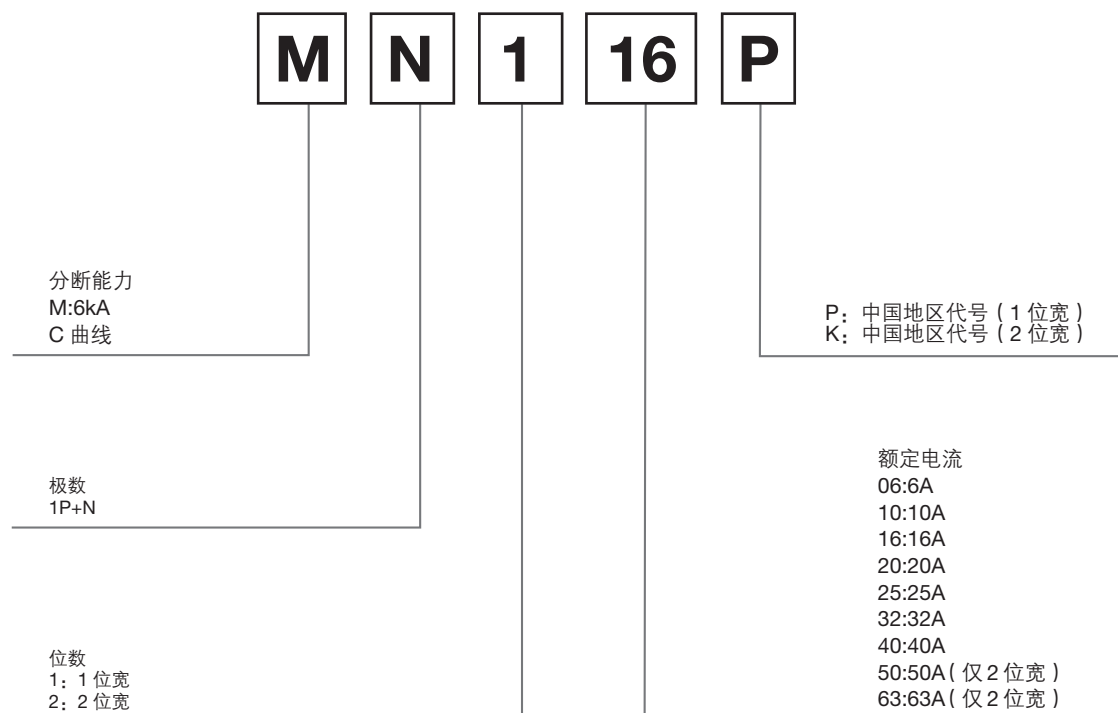 M N 1 16 P
分断能力
M:6kA
C 曲线
P：中国地区代号（1 位宽）
K：中国地区代号（2 位宽）
极数
1P+N
额定电流
06:6A
10:10A
16:16A
20:20A
25:25A
32:32A
40:40A
50:50A（仅 2 位宽）
63:63A（仅 2 位宽）
位数
1：1 位宽
2：2 位宽